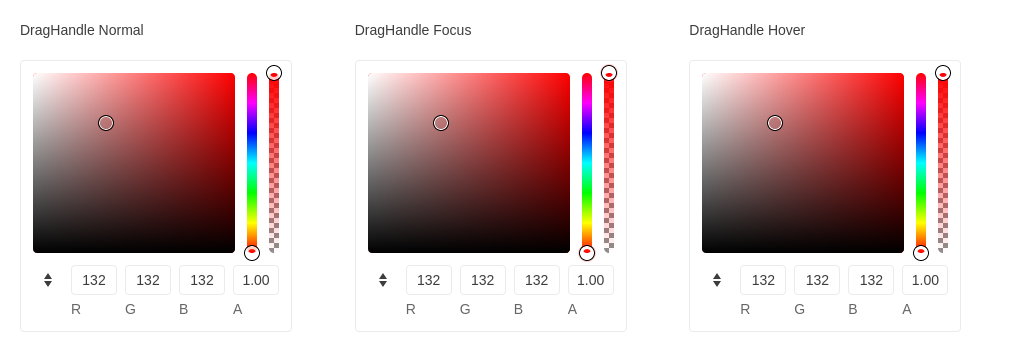 DragHandle Normal DragHandle Focus DragHandle Hover
132 132 132 1.00 132 132 132 1.00 132 132 132 1.00
R G B A R G B A R G B A